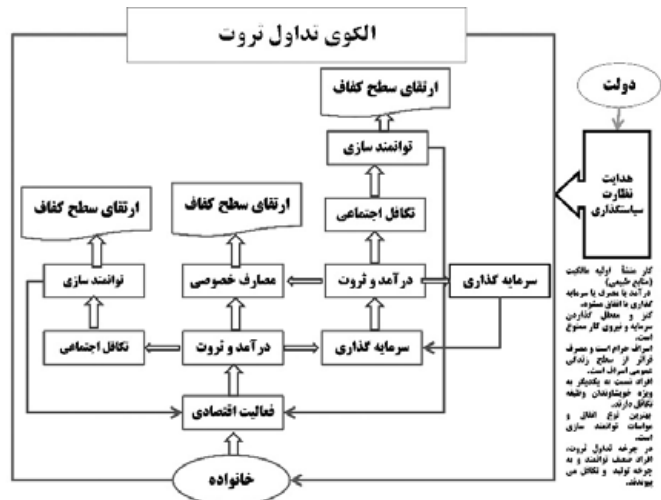 الکوی تداول ثروت
دولت
هدایت
نظارت
سیاستگذاری
ارتقای سطح کفاف
توانمند سازی
تکافل اجتماعی
ارتقای سطح کفاف
ارتقای سطح کفاف
توانمند سازی
مصارف خصوصی
درآمد و ثروت
سرمایه گذاری
تکافل اجتماعی
درآمد و ثروت
سرمایه گذاری
فعالیت اقتصادی
خانواده
کار منشأ اولیه مالکیت
(منابع طبیعی)
درآمد یا مصرف یا سرمایه
گذاری یا انفاق میشود.
کنز و معطل گذاردن
سرمایه و نیروی کار ممنوع
است.
اسراف حرام است و مصرف
فراتر از سطح زندگی
عمومی اسراف است.
افراد نسبت به یکدیگر به
ویژه خویشاوندان وظیفه
تکافل دارند.
بهترین نوع انفاق و
مواسات توانمند سازی
است.
در چرخه تداول ثروت،
افراد ضعیف توانمند و به
چرخه تولید و تکافل می
پیوندند.